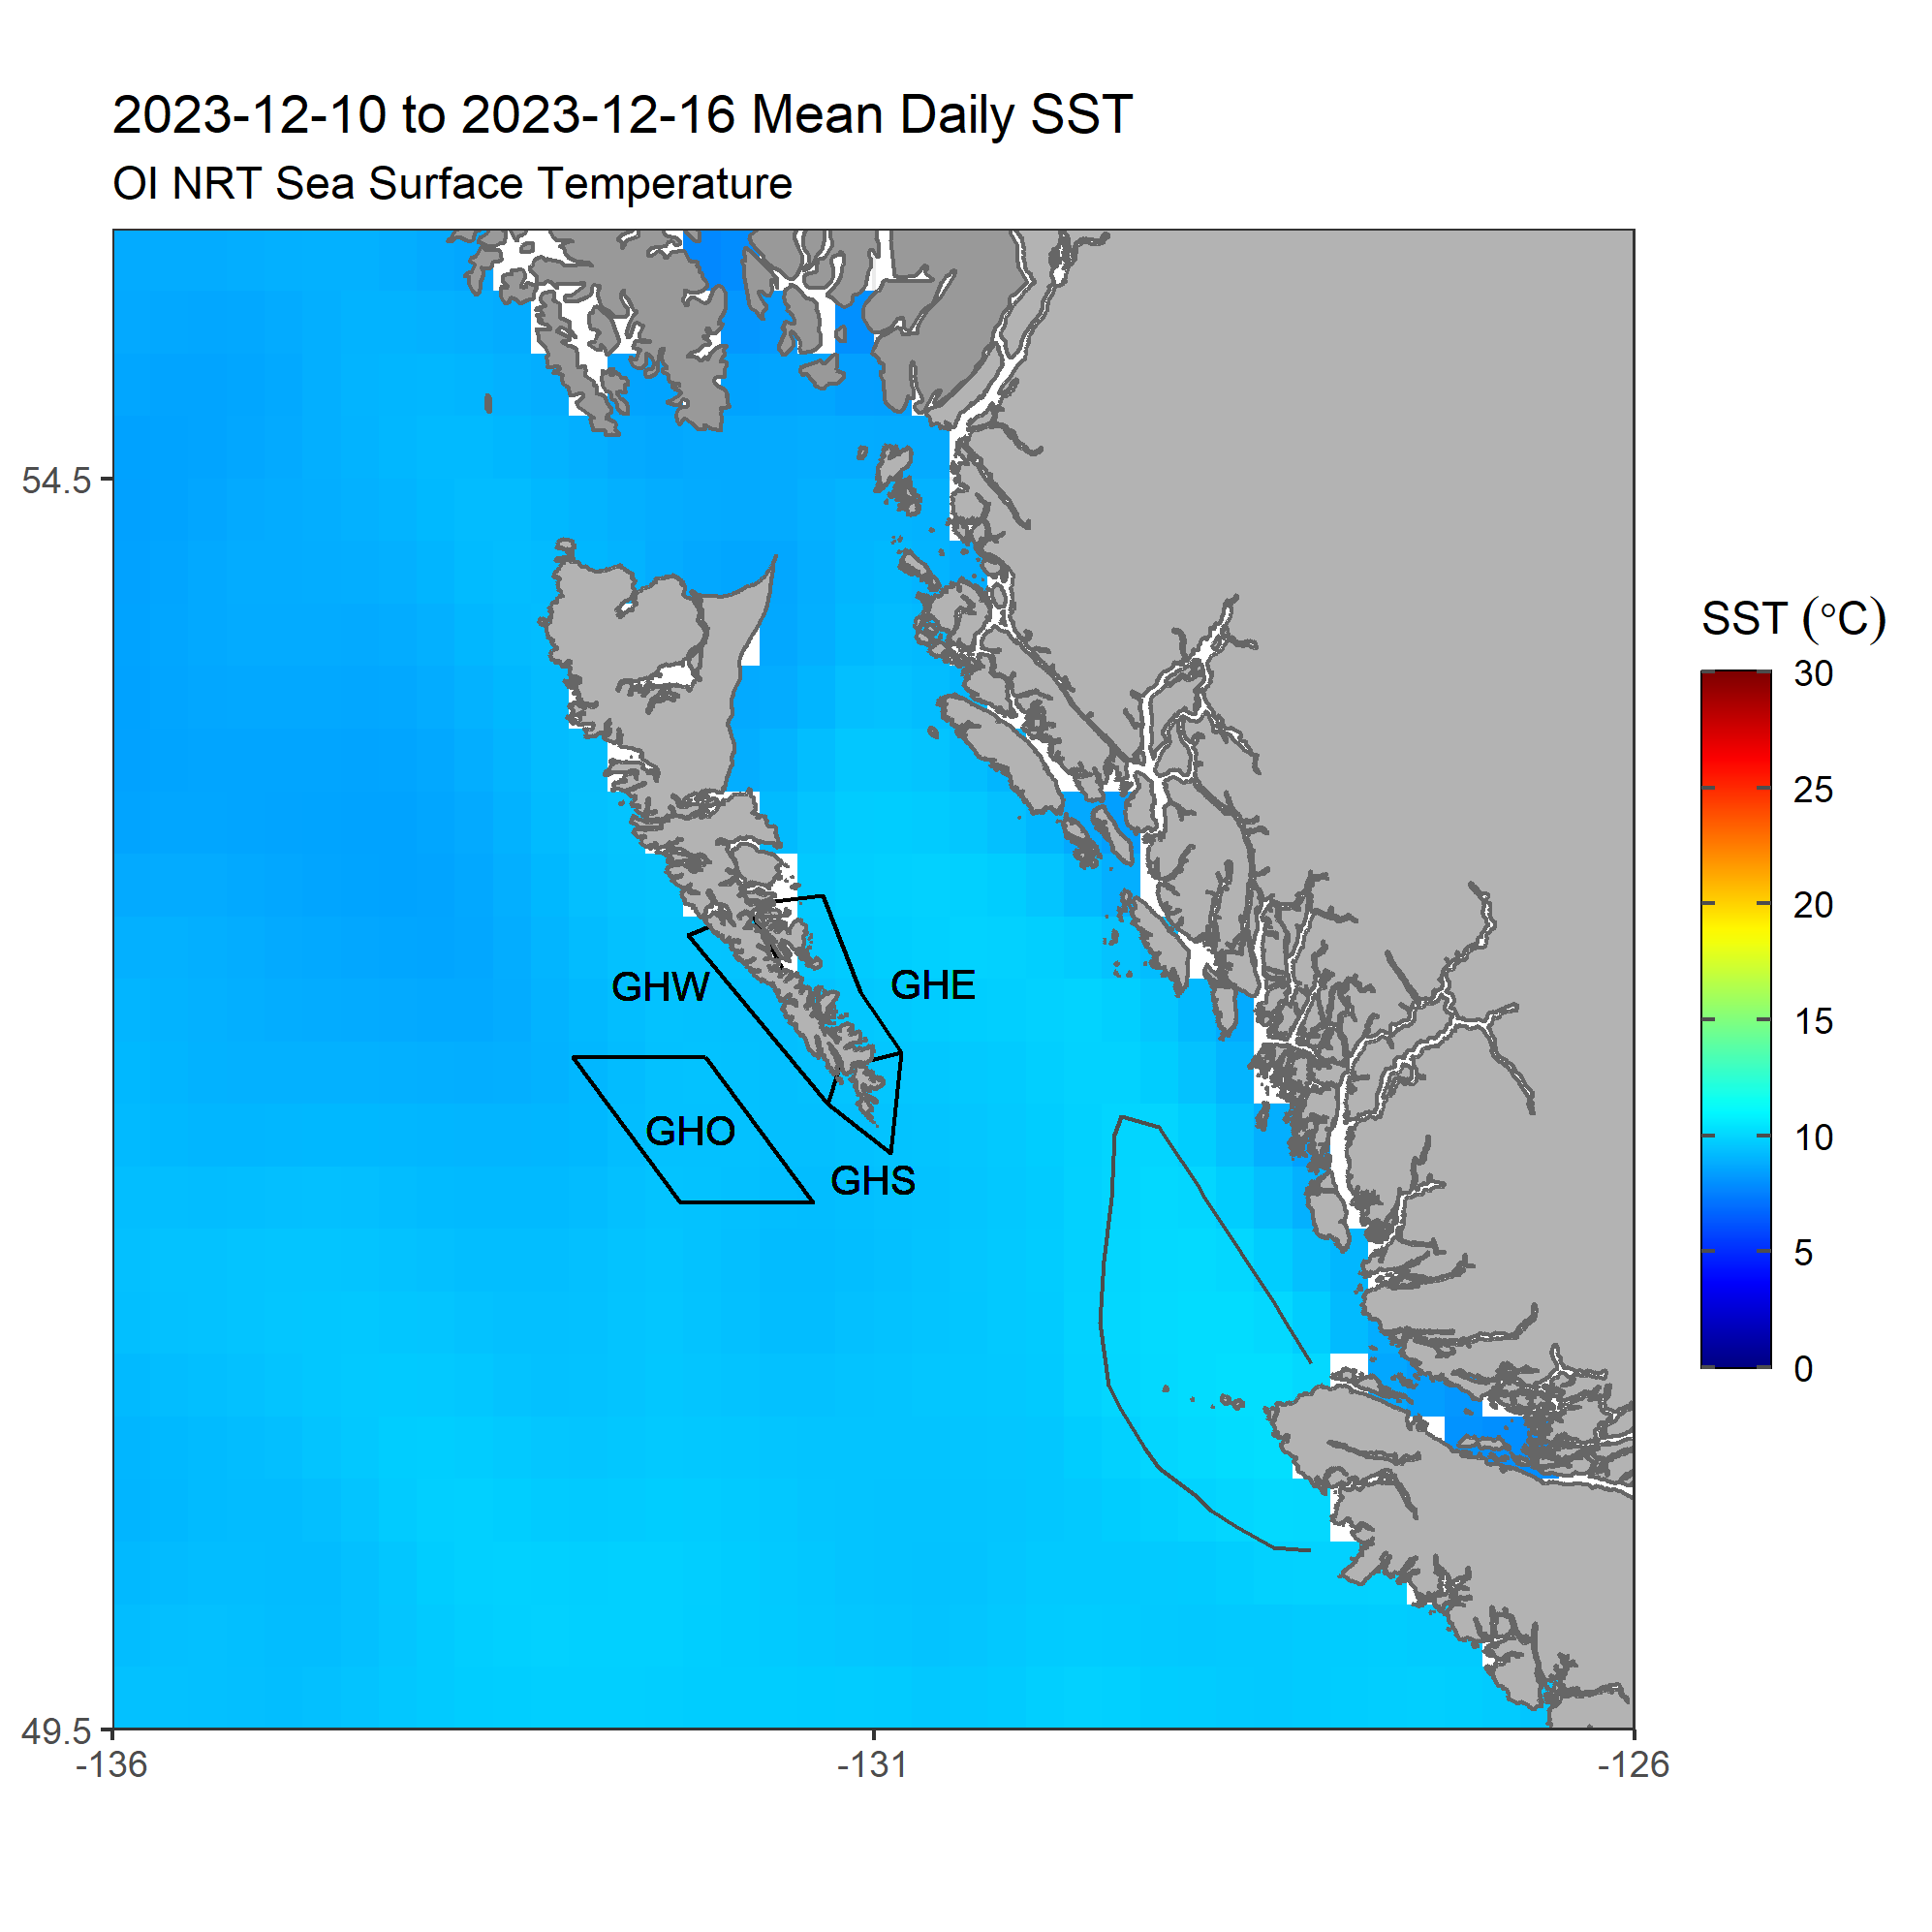 2023-12-10 to 2023-12-16 Mean Daily SST
OI NRT Sea Surface Temperature
54.5
49.5
-136
-131
-126
GHW
GHE
GHO
GHS
SST (°C)
30
25
20
15
10
5
0